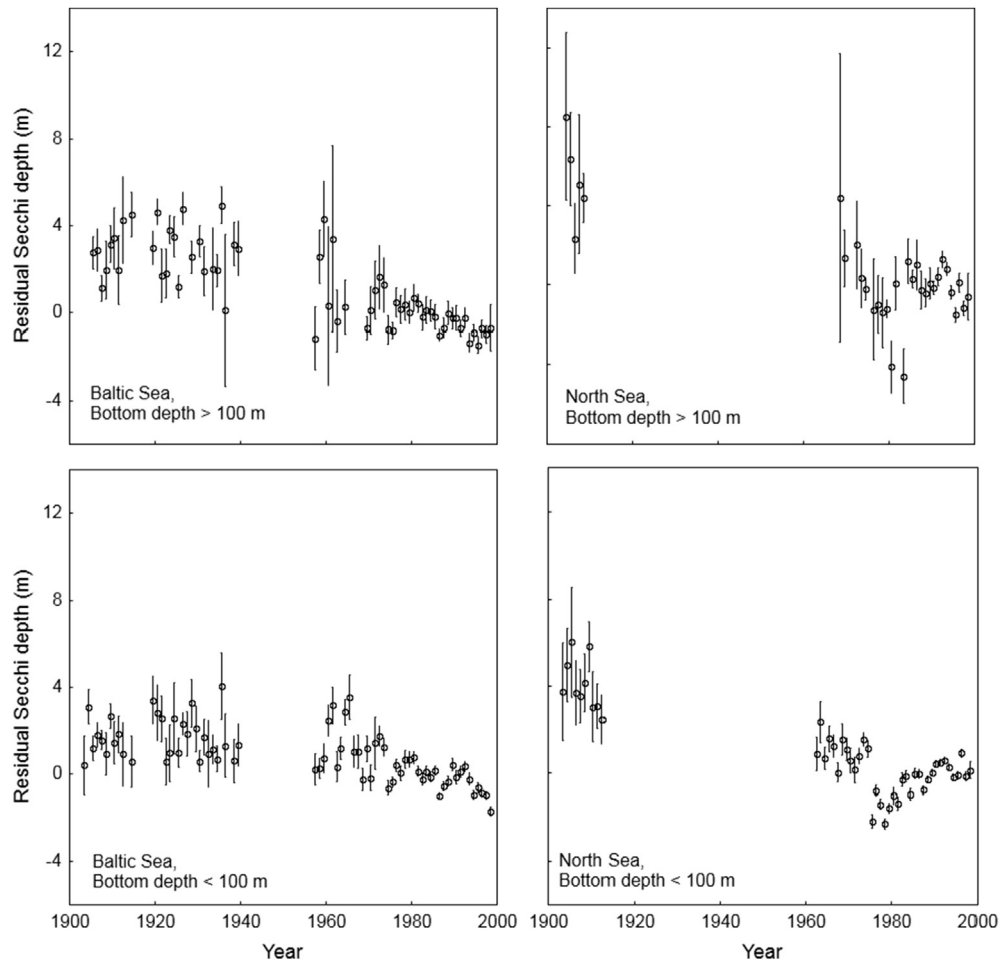 Residual Secchi depth (m)
12
8
4
0
-4
Baltic Sea,
Bottom depth > 100 m
North Sea,
Bottom depth > 100 m
Residual Secchi depth (m)
12
8
4
0
-4
Baltic Sea,
Bottom depth < 100 m
North Sea,
Bottom depth < 100 m
1900 1920 1940 1960 1980 2000
1900 1920 1940 1960 1980 2000
Year
Year